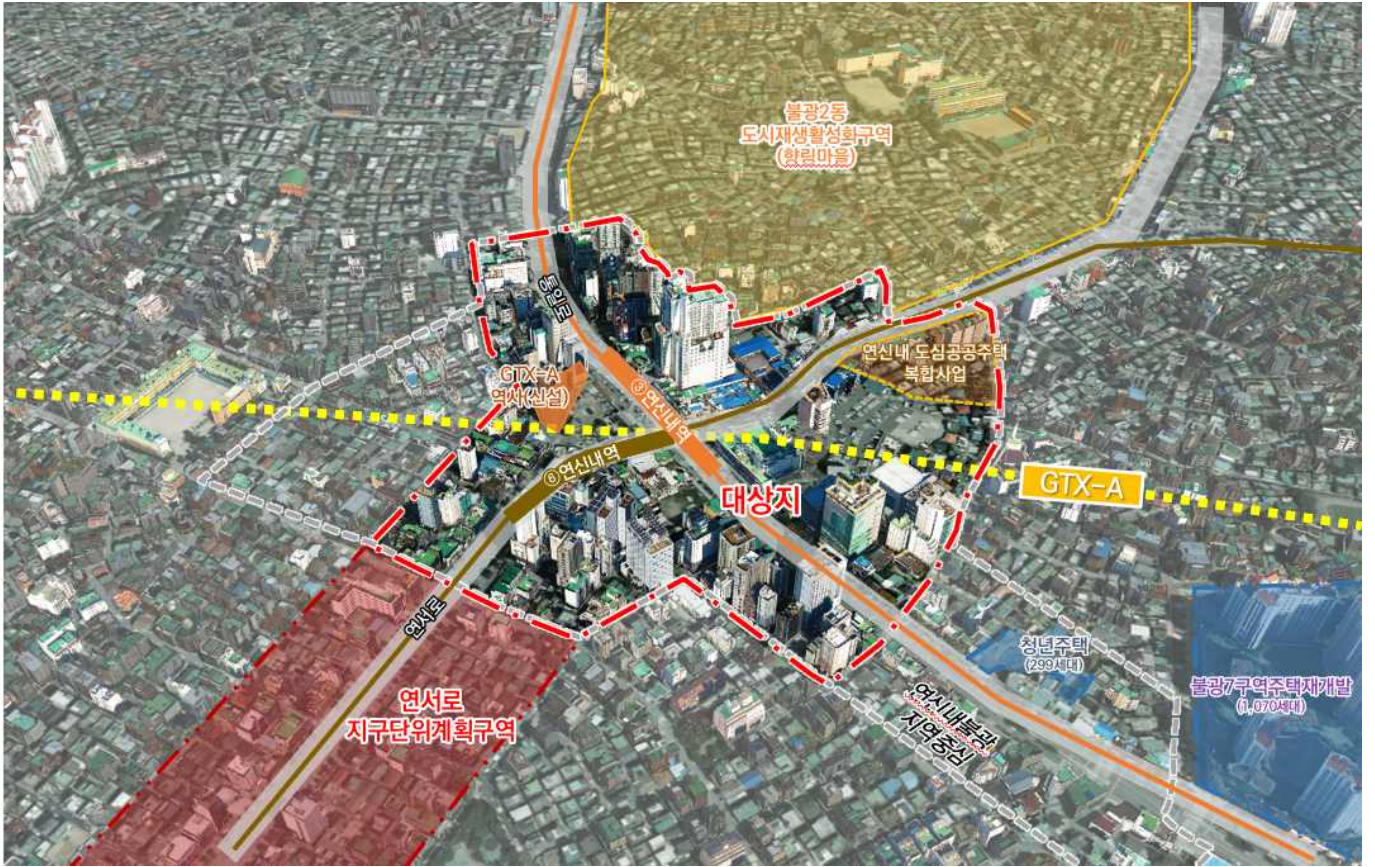 불광2동
도시재생활성화구역
(향림마을)
통일로
연신내 도심공공주택
복합사업
GTX-A
역사(신설)
③연신내역
⑥연신내역
GTX-A
대상지
연서로
청년주택
(299세대)
불광7구역주택재개발
(1,070세대)
연서로
지구단위계획구역
연신내불광
지역중심